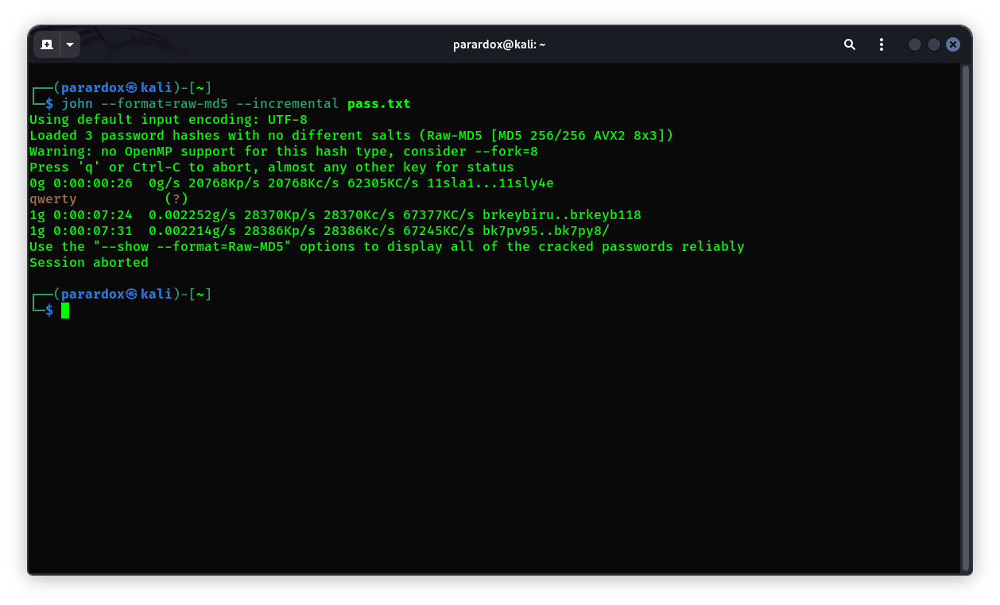 parardox@kali: ~
┌──(parardox㉿kali)-[~]
└─$ john --format=raw-md5 --incremental pass.txt
Using default input encoding: UTF-8
Loaded 3 password hashes with no different salts (Raw-MD5 [MD5 256/256 AVX2 8x3])
Warning: no OpenMP support for this hash type, consider --fork=8
Press 'q' or Ctrl-C to abort, almost any other key for status
0g 0:00:00:26  0g/s 20768Kp/s 20768Kc/s 62305KC/s 11sla1...11sly4e
qwerty           (?)
1g 0:00:07:24  0.002252g/s 28370Kp/s 28370Kc/s 67377KC/s brkeybiru..brkeyb118
1g 0:00:07:31  0.002214g/s 28386Kp/s 28386Kc/s 67245KC/s bk7pv95..bk7py8/
Use the "--show --format=Raw-MD5" options to display all of the cracked passwords reliably
Session aborted
┌──(parardox㉿kali)-[~]
└─$